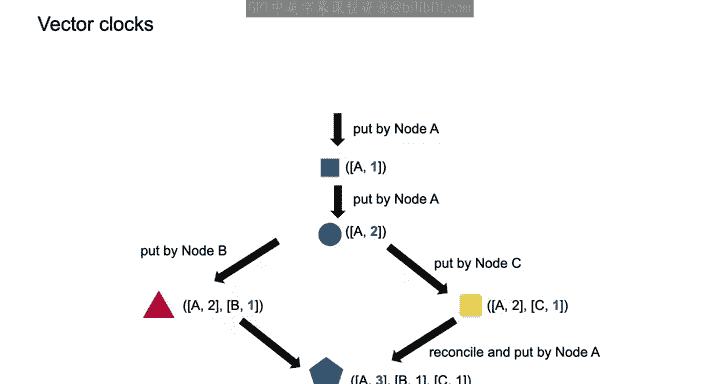 Vector clocks
put by Node A
([A, 1])
put by Node A
([A, 2])
put by Node B
put by Node C
([A, 2], [B, 1])
([A, 2], [C, 1])
reconcile and put by Node A
([A, 3], [B, 1], [C, 1])